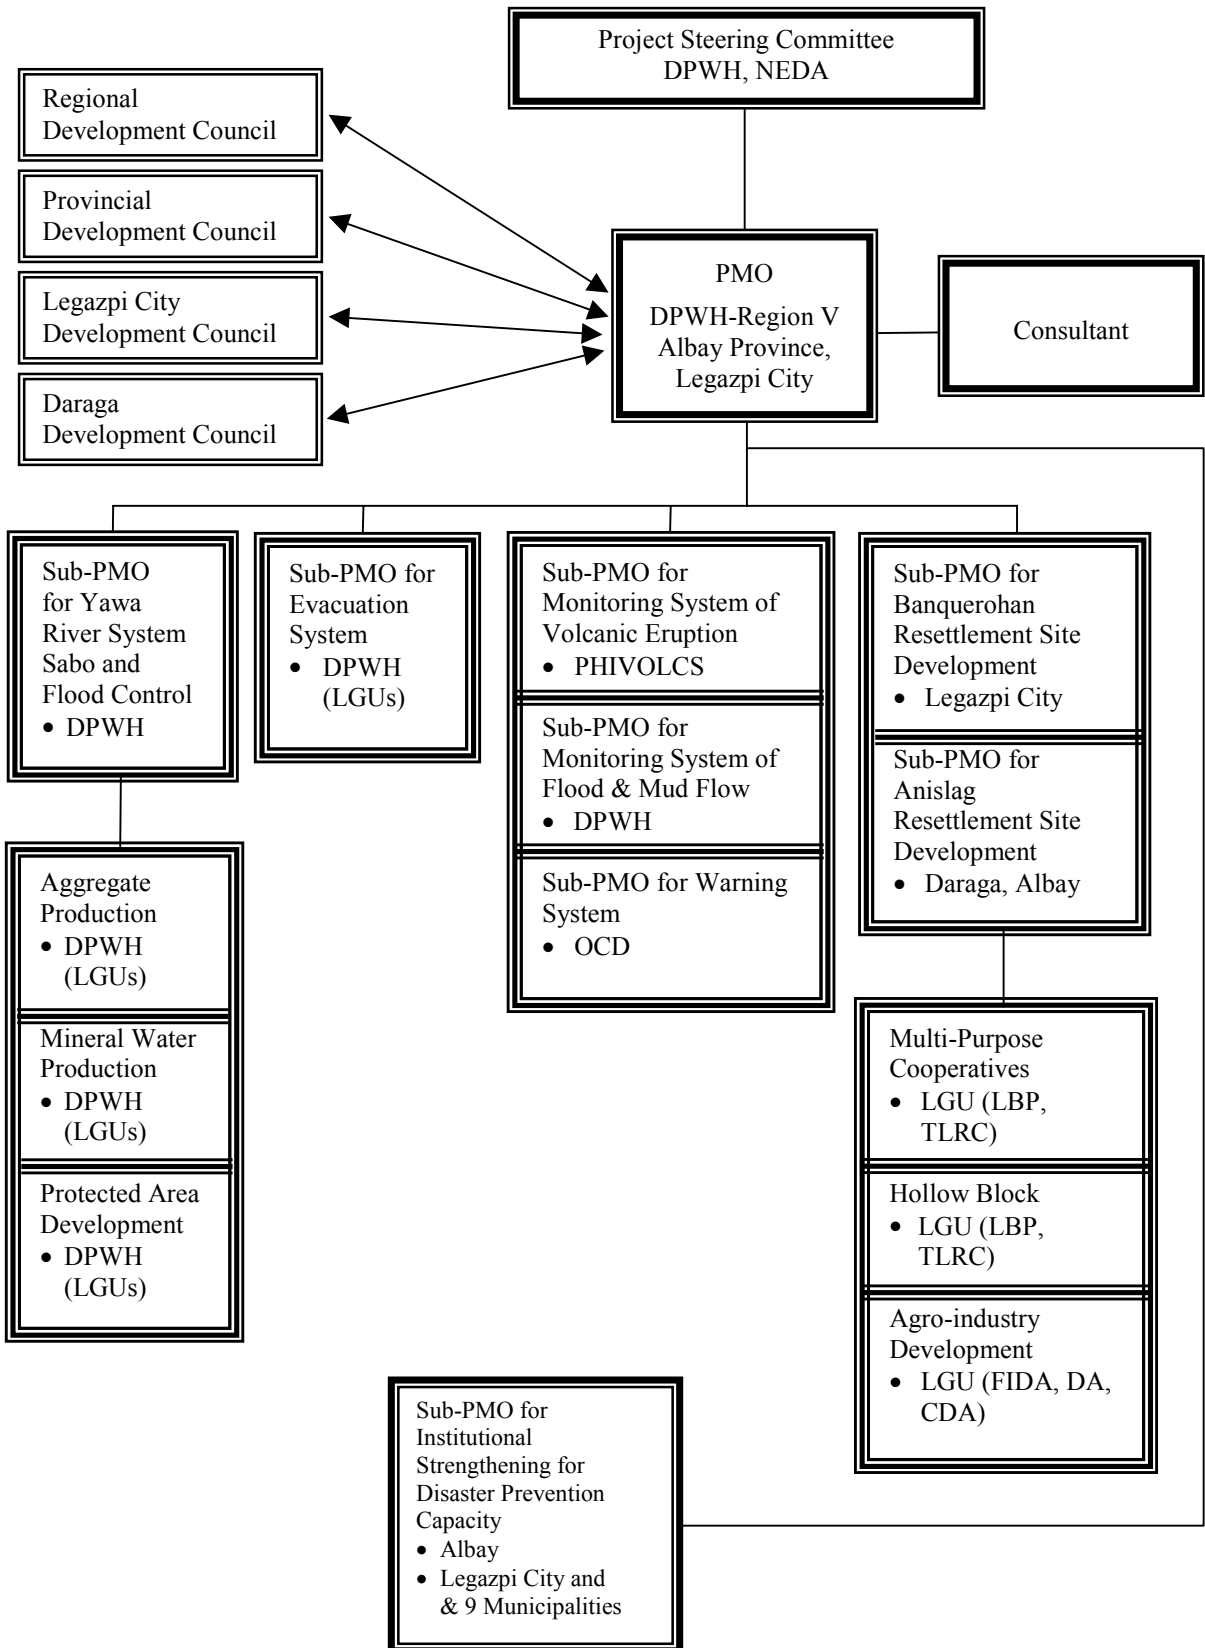 Project Steering Committee
DPWH, NEDA
Regional
Development Council
Provincial
Development Council
Legazpi City
Development Council
Daraga
Development Council
PMO
DPWH-Region V
Albay Province,
Legazpi City
Consultant
Sub-PMO
for Yawa
River System
Sabo and
Flood Control
• DPWH
Sub-PMO for
Evacuation
System
• DPWH
(LGUs)
Sub-PMO for
Monitoring System of
Volcanic Eruption
• PHIVOLCS
Sub-PMO for
Monitoring System of
Flood & Mud Flow
• DPWH
Sub-PMO for Warning
System
• OCD
Sub-PMO for
Banquerohan
Resettlement Site
Development
• Legazpi City
Sub-PMO for
Anislag
Resettlement Site
Development
• Daraga, Albay
Aggregate
Production
• DPWH
(LGUs)
Mineral Water
Production
• DPWH
(LGUs)
Protected Area
Development
• DPWH
(LGUs)
Multi-Purpose
Cooperatives
• LGU (LBP,
TLRC)
Hollow Block
• LGU (LBP,
TLRC)
Agro-industry
Development
• LGU (FIDA, DA,
CDA)
Sub-PMO for
Institutional
Strengthening for
Disaster Prevention
Capacity
• Albay
• Legazpi City and
& 9 Municipalities